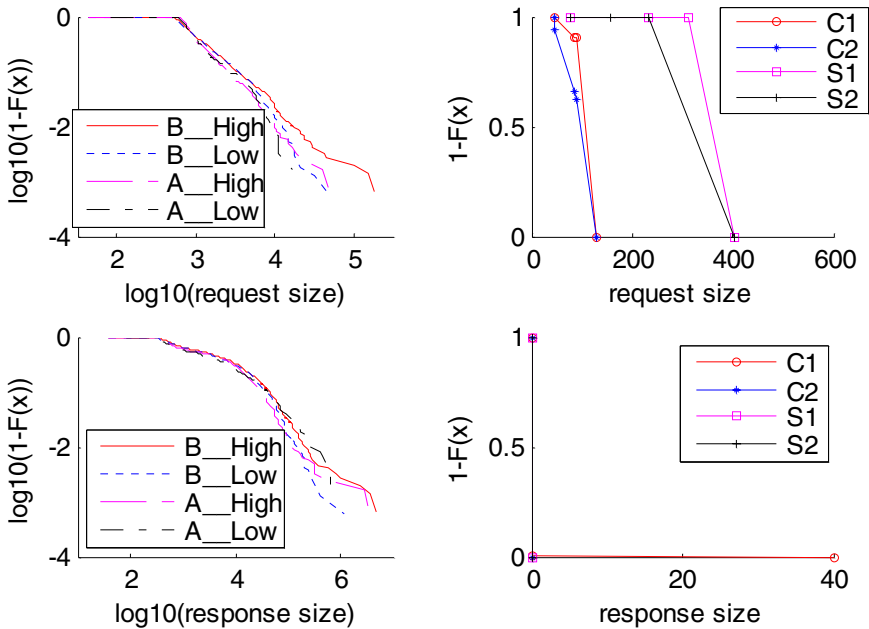 log10(1-F(x))
0
-2
-4
B__High
B__Low
A__High
A__Low
2 3 4 5
log10(request size)
1-F(x)
1
0.5
0
C1
C2
S1
S2
0 200 400 600
request size
log10(1-F(x))
0
-2
-4
B__High
B__Low
A__High
A__Low
2 4 6
log10(response size)
1-F(x)
1
0.5
0
C1
C2
S1
S2
0 20 40
response size